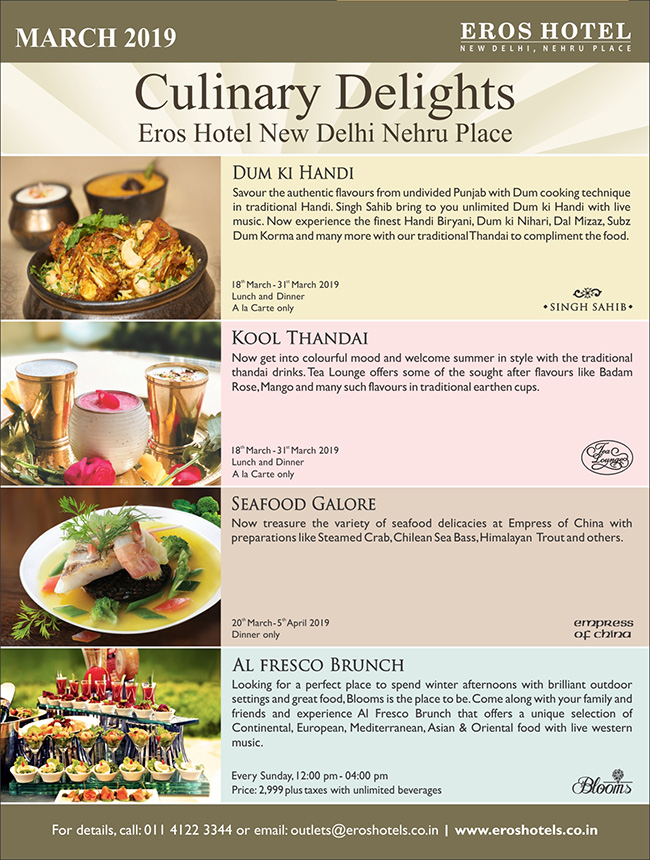 MARCH 2019
EROS HOTEL
NEW DELHI, NEHRU PLACE
Culinary Delights
Eros Hotel New Delhi Nehru Place
DUM KI HANDI
Savour the authentic flavours from undivided Punjab with Dum cooking technique
in traditional Handi. Singh Sahib bring to you unlimited Dum ki Handi with live
music. Now experience the finest Handi Biryani, Dum ki Nihari, Dal Mizaz, Subz
Dum Korma and many more with our traditional Thandai to compliment the food.
18th March - 31st March 2019
Lunch and Dinner
A la Carte only
SINGH SAHIB
KOOL THANDAI
Now get into colourful mood and welcome summer in style with the traditional
thandai drinks. Tea Lounge offers some of the sought after flavours like Badam
Rose, Mango and many such flavours in traditional earthen cups.
18th March - 31st March 2019
Lunch and Dinner
A la Carte only
Tea
Lounge
SEAFOOD GALORE
Now treasure the variety of seafood delicacies at Empress of China with
preparations like Steamed Crab, Chilean Sea Bass, Himalayan Trout and others.
20th March - 5th April 2019
Dinner only
empress
of china
AL FRESCO BRUNCH
Looking for a perfect place to spend winter afternoons with brilliant outdoor
settings and great food, Blooms is the place to be. Come along with your family and
friends and experience Al Fresco Brunch that offers a unique selection of
Continental, European, Mediterranean, Asian & Oriental food with live western
music.
Every Sunday, 12:00 pm - 04:00 pm
Price: 2,999 plus taxes with unlimited beverages
Blooms
For details, call: 011 4122 3344 or email: outlets@eroshotels.co.in | www.eroshotels.co.in